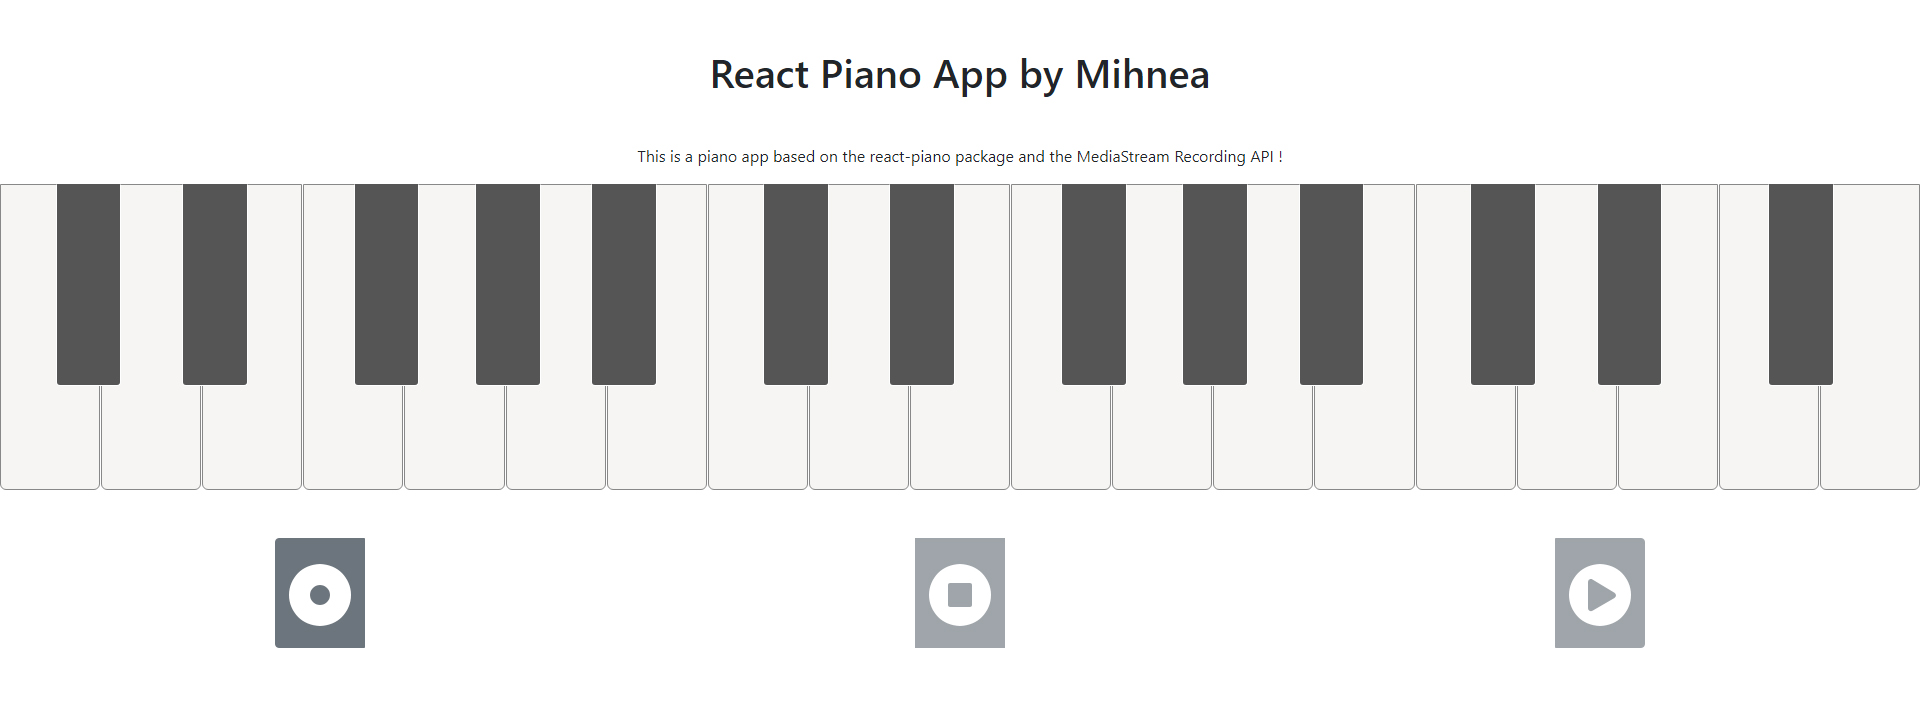 React Piano App by Mihnea
This is a piano app based on the react-piano package and the MediaStream Recording API !